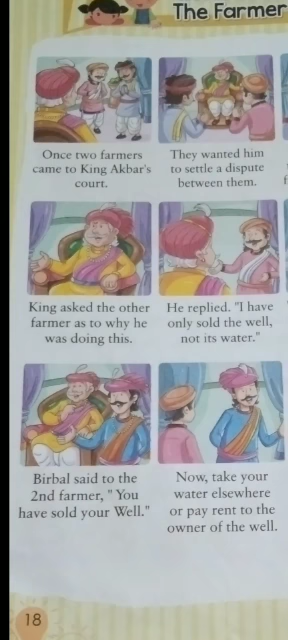 The Farmer
Once two farmers
came to King Akbar's
court.
They wanted him
to settle a dispute
between them.
King asked the other
farmer as to why he
was doing this.
He replied. "I have
only sold the well,
not its water."
Birbal said to the
2nd farmer, " You
have sold your Well."
Now, take your
water elsewhere
or pay rent to the
owner of the well.
18